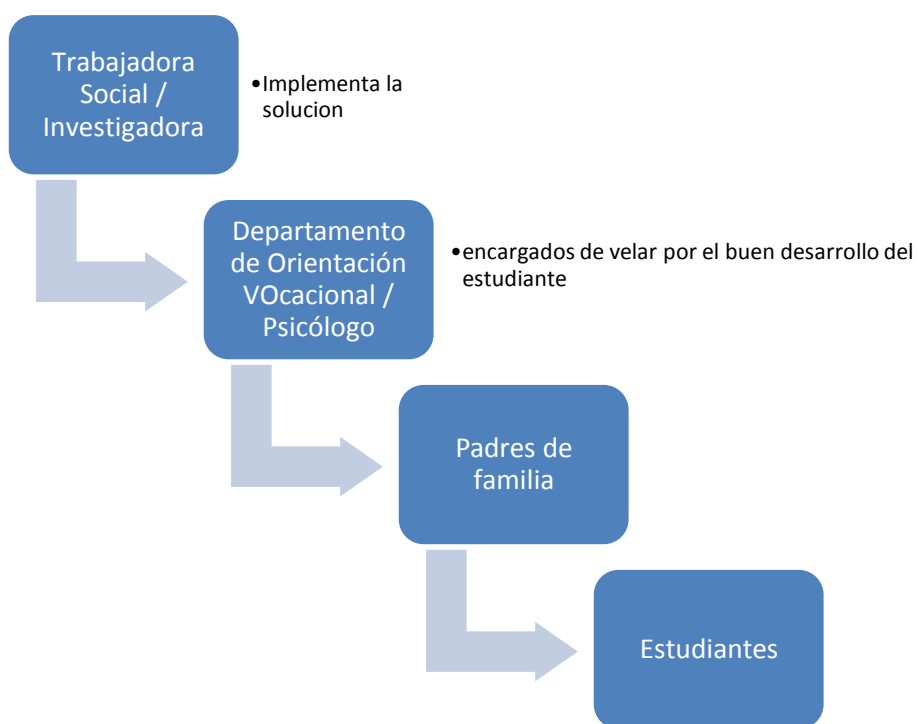 Trabajadora
Social /
Investigadora
•Implementa la
solucion
Departamento
de Orientación
VOcacional /
Psicólogo
•encargados de velar por el buen desarrollo del
estudiante
Padres de
familia
Estudiantes